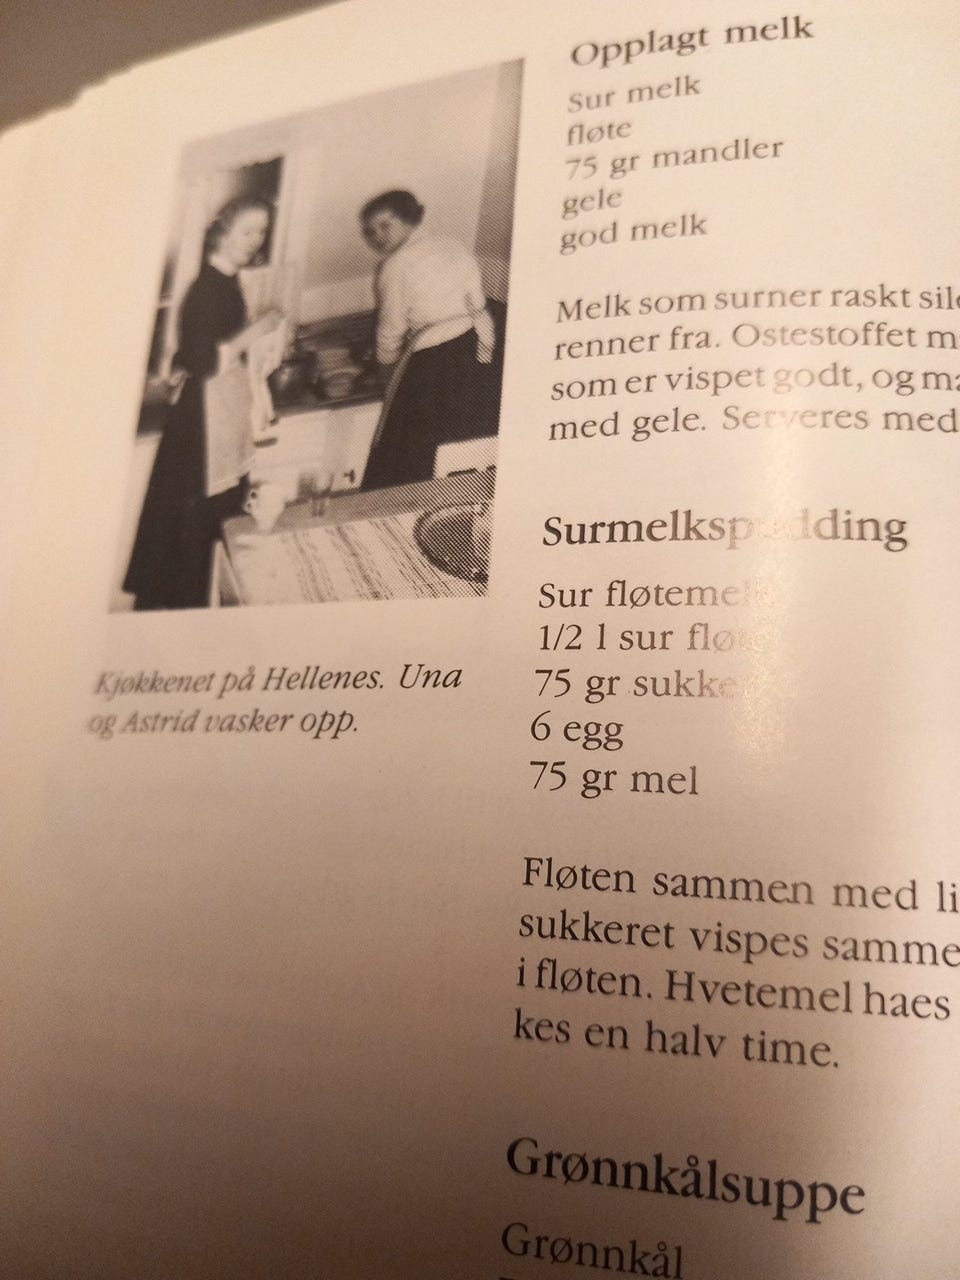 Opplagt melk
Sur melk
fløte
75 gr mandler
gele
god melk
Melk som surner raskt
renner fra. Ostestoffet
som er vispet godt, og
med gele. Serveres med
Surmelkspudding
Sur
1/2 l sur
75 gr
6 egg
75 gr mel
Fløten sammen med
sukkeret vispes
i fløten. Hvetemel haes
kes en halv time.
Grønnkålsuppe
Grønnkål
Kjøkkenet på Hellenes. Una
og Astrid vasker opp.